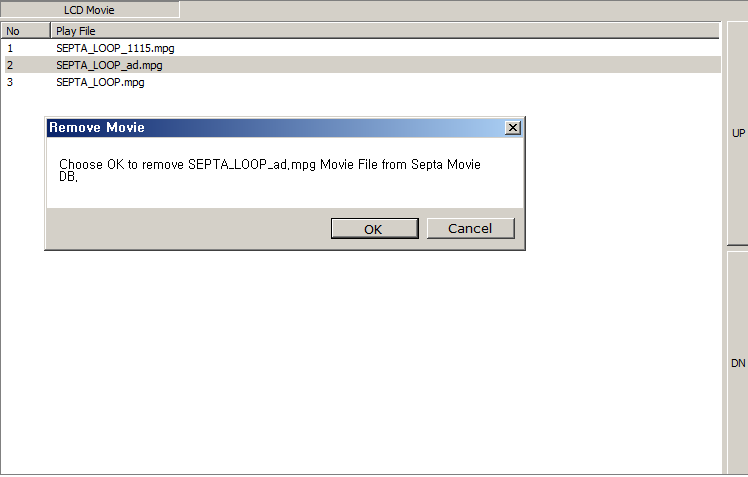 LCD Movie
No Play File
1 SEPTA_LOOP_1115.mpg
2 SEPTA_LOOP_ad.mpg
3 SEPTA_LOOP.mpg
Remove Movie
Choose OK to remove SEPTA_LOOP_ad.mpg Movie File from Septa Movie
DB.
OK Cancel
UP
DN